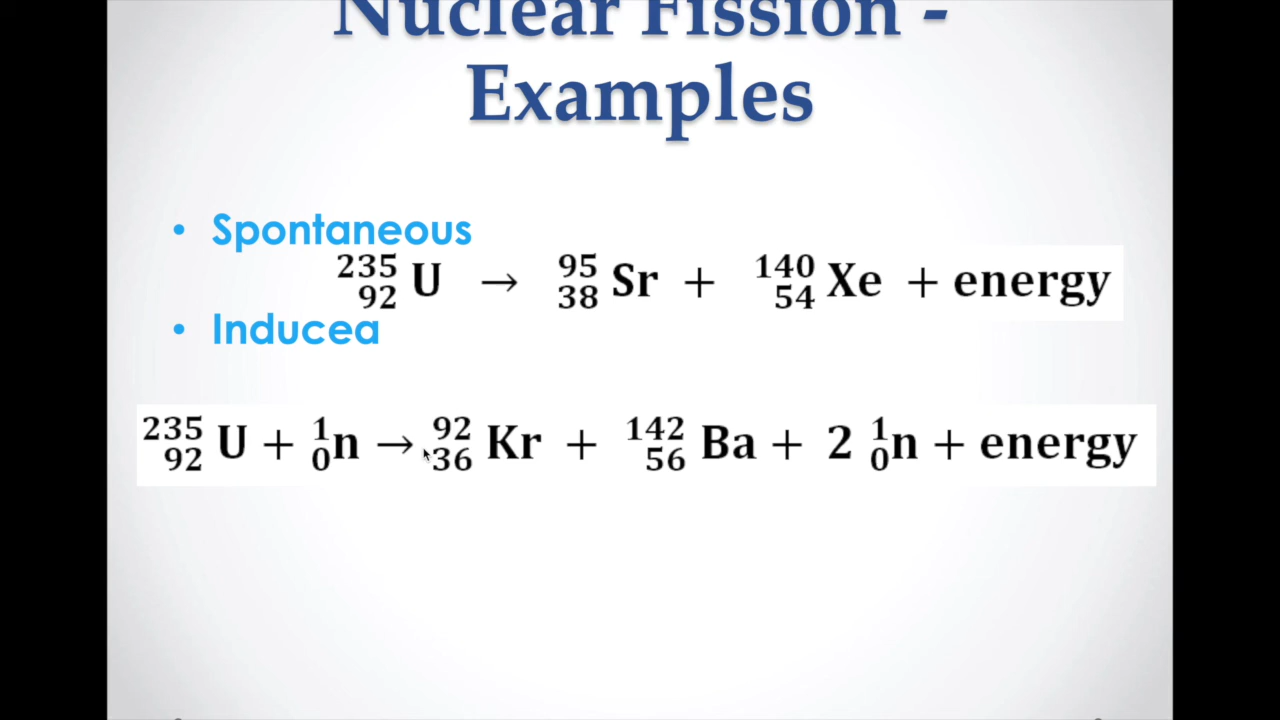 Nuclear Fission -
Examples
• Spontaneous
²³⁵₉₂U → ⁹⁵₃₈Sr + ¹⁴⁰₅₄Xe + energy
• Inducea
²³⁵₉₂U + ¹₀n → ⁹²₃₆Kr + ¹⁴²₅₆Ba + 2 ¹₀n + energy